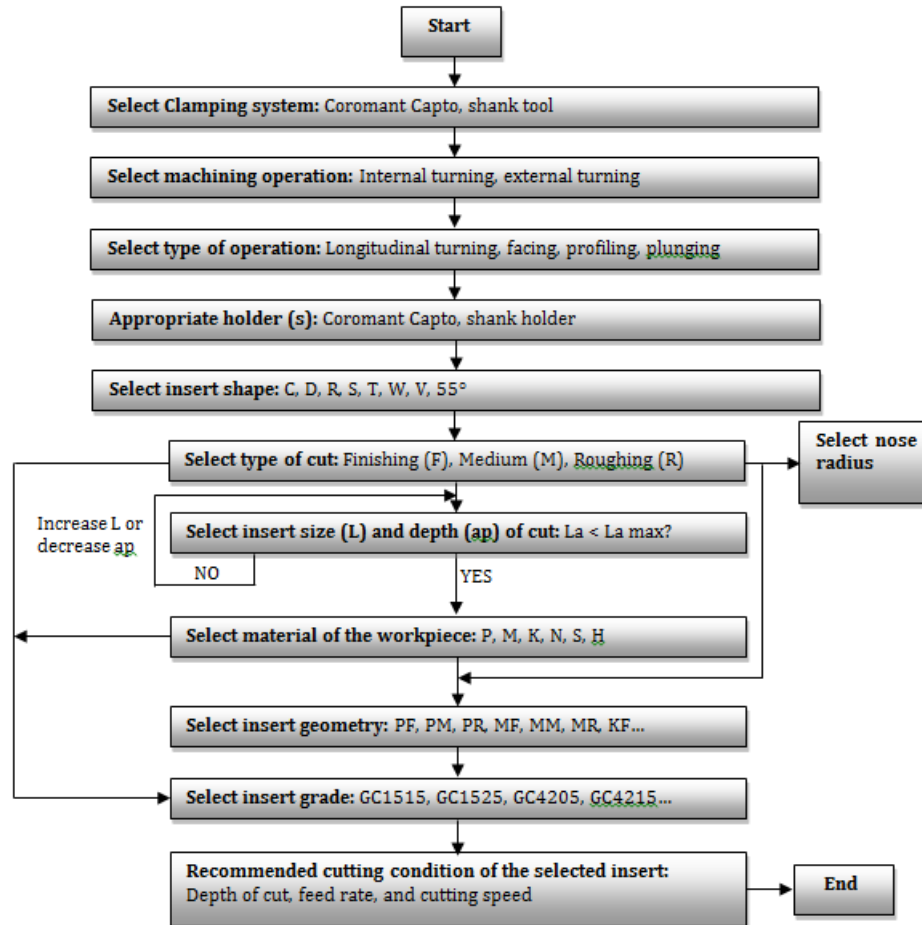 Start
Select Clamping system: Coromant Capto, shank tool
Select machining operation: Internal turning, external turning
Select type of operation: Longitudinal turning, facing, profiling, plunging
Appropriate holder (s): Coromant Capto, shank holder
Select insert shape: C, D, R, S, T, W, V, 55°
Select type of cut: Finishing (F), Medium (M), Roughing (R)
Select nose
radius
Increase L or
decrease ap
Select insert size (L) and depth (ap) of cut: La < La max?
NO
YES
Select material of the workpiece: P, M, K, N, S, H
Select insert geometry: PF, PM, PR, MF, MM, MR, KF...
Select insert grade: GC1515, GC1525, GC4205, GC4215...
Recommended cutting condition of the selected insert:
Depth of cut, feed rate, and cutting speed
End